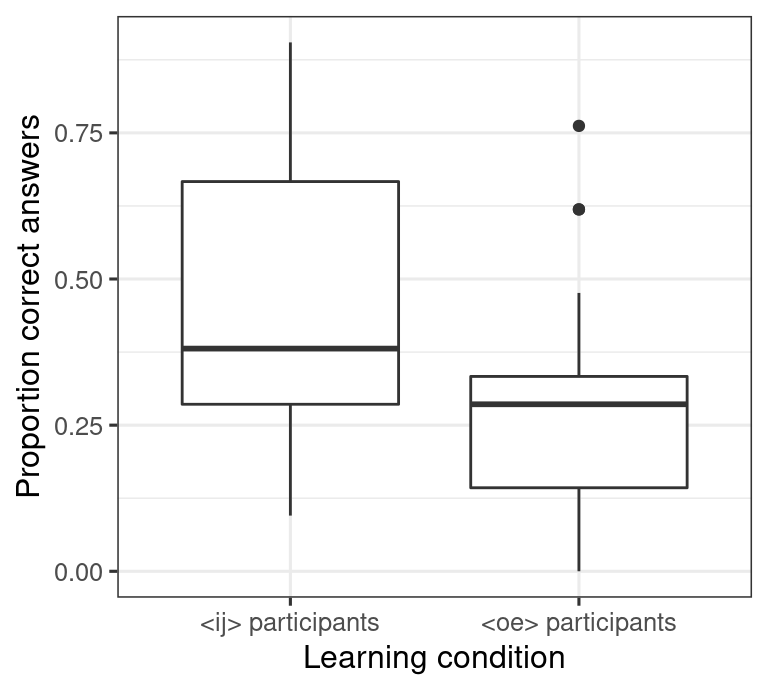 Proportion correct answers
0.75
0.50
0.25
0.00
<ij> participants
<oe> participants
Learning condition